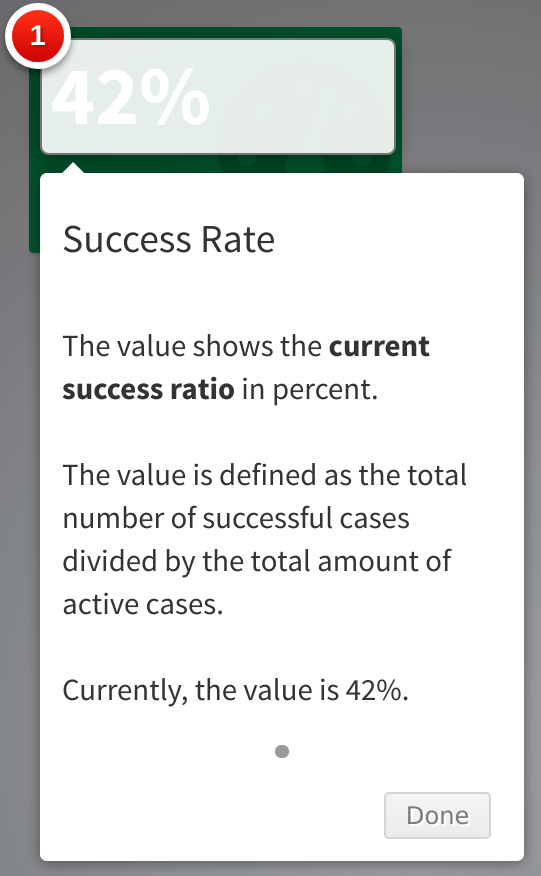 1
42%
Success Rate
The value shows the current
success ratio in percent.
The value is defined as the total
number of successful cases
divided by the total amount of
active cases.
Currently, the value is 42%.
Done